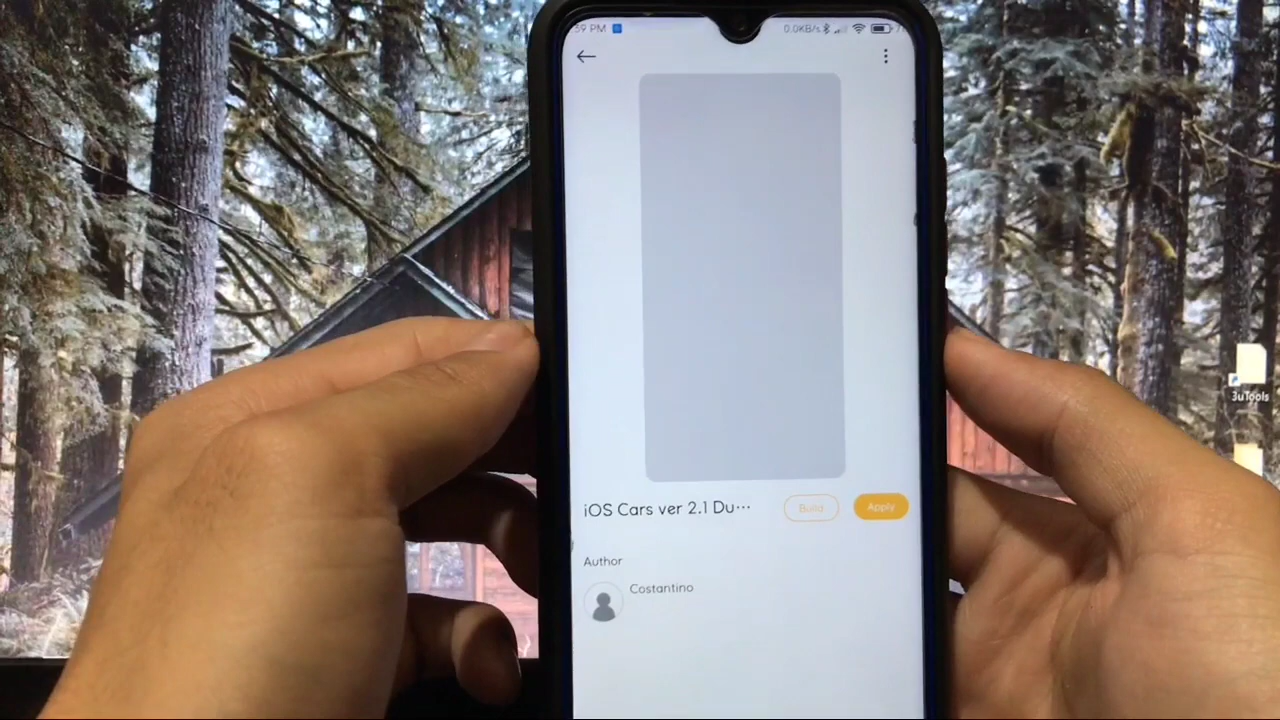 59 PM
0.0KB/s
iOS Cars ver 2.1 Du···
Build
Apply
Author
Costantino
3uTools